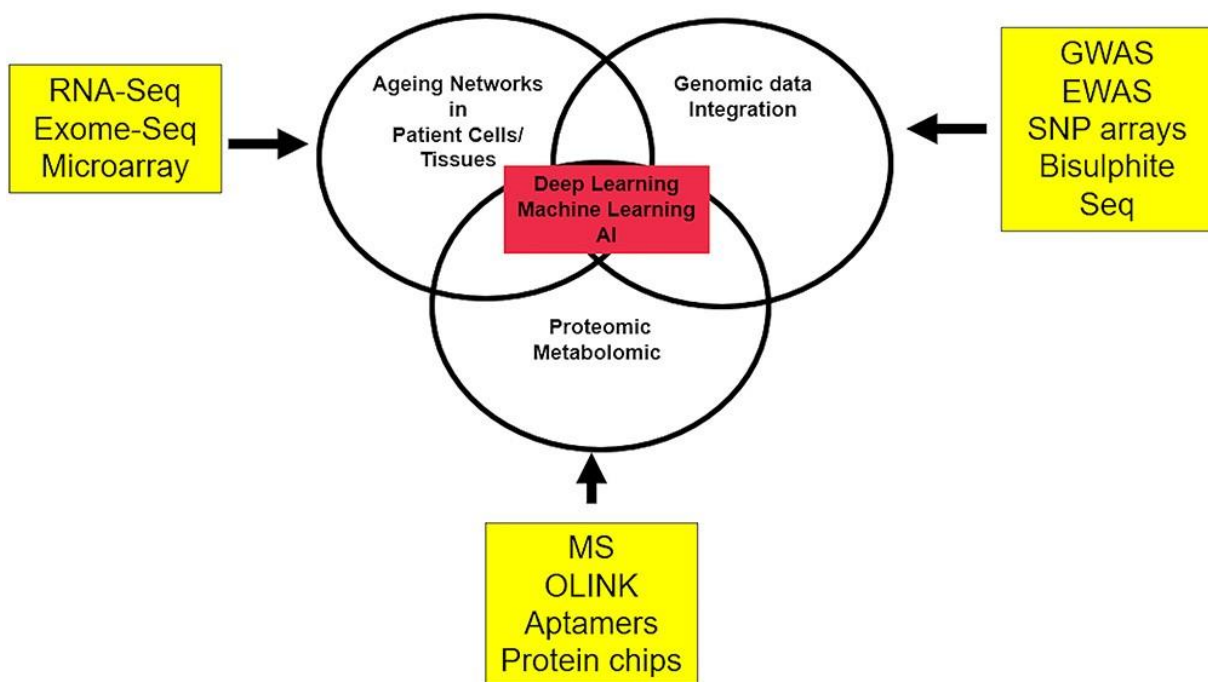 RNA-Seq
Exome-Seq
Microarray
Ageing Networks
in
Patient Cells/
Tissues
Genomic data
Integration
GWAS
EWAS
SNP arrays
Bisulphite
Seq
Deep Learning
Machine Learning
AI
Proteomic
Metabolomic
MS
OLINK
Aptamers
Protein chips